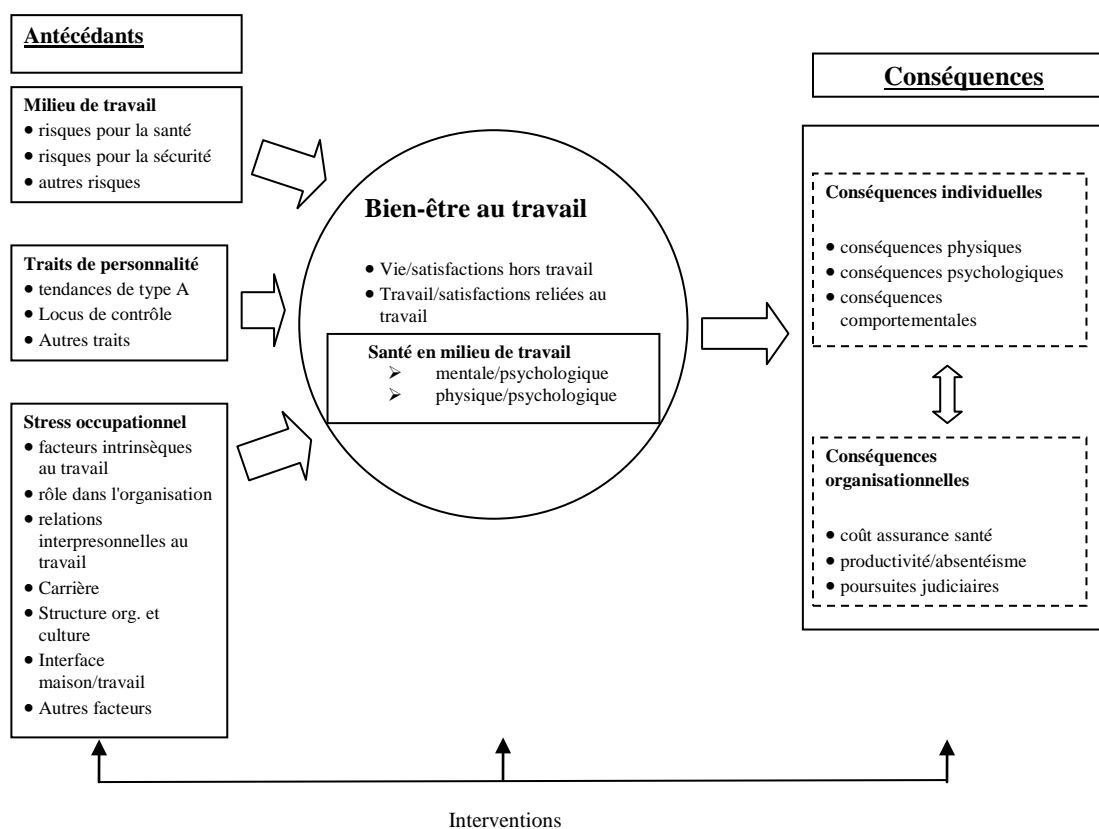 Antécédants
Milieu de travail
• risques pour la santé
• risques pour la sécurité
• autres risques
Traits de personnalité
• tendances de type A
• Locus de contrôle
• Autres traits
Stress occupationnel
• facteurs intrinsèques
au travail
• rôle dans l'organisation
• relations
interpresonnelles au
travail
• Carrière
• Structure org. et
culture
• Interface
maison/travail
• Autres facteurs
Bien-être au travail
• Vie/satisfactions hors travail
• Travail/satisfactions reliées au
travail
Santé en milieu de travail
➢ mentale/psychologique
➢ physique/psychologique
Conséquences
Conséquences individuelles
• conséquences physiques
• conséquences psychologiques
• conséquences
comportementales
Conséquences
organisationnelles
• coût assurance santé
• productivité/absentéisme
• poursuites judiciaires
Interventions